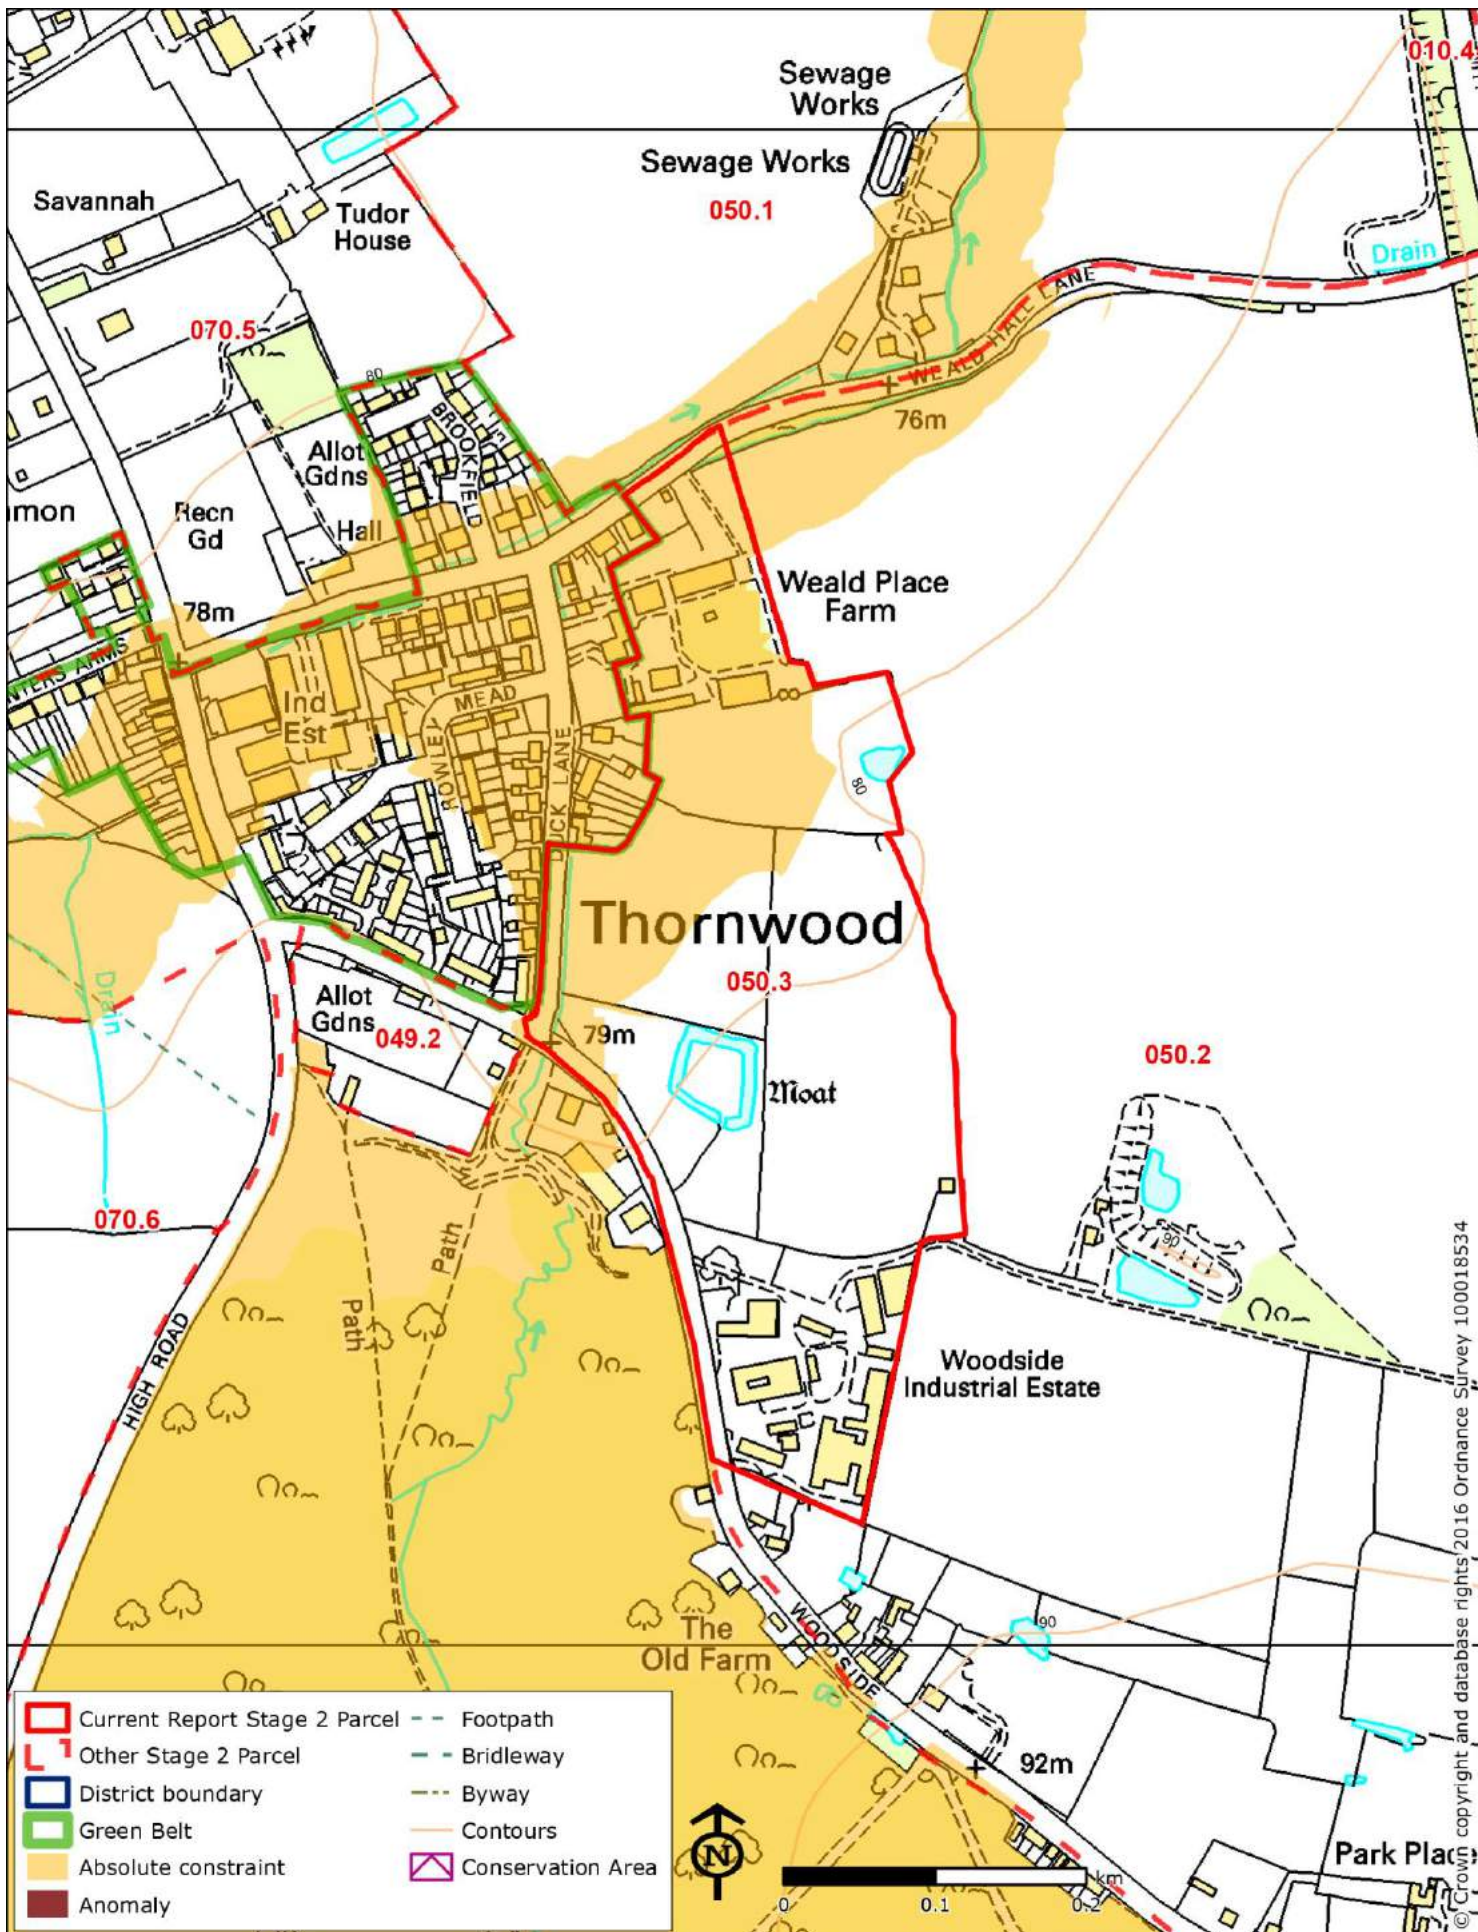 010.4
Sewage
Works
Sewage Works
050.1
Savannah
Tudor
House
Drain
070.5
WEALD HALL LANE
80
76m
BROOKFIELD
Allot
Gdns
Recn
Gd
Hall
Weald Place
Farm
78m
Ind
Est
ROWLEY MEAD
DUCK LANE
80
Thornwood
050.3
Drain
Allot
Gdns
049.2
79m
050.2
Moat
070.6
Path
Path
90
HIGH ROAD
Woodside
Industrial Estate
The
Old Farm
WOODSIDE
90
92m
Park Place
Current Report Stage 2 Parcel
Other Stage 2 Parcel
District boundary
Green Belt
Absolute constraint
Anomaly
Footpath
Bridleway
Byway
Contours
Conservation Area
N
km
0
0.1
0.2
© Crown copyright and database rights 2016 Ordnance Survey 100018534